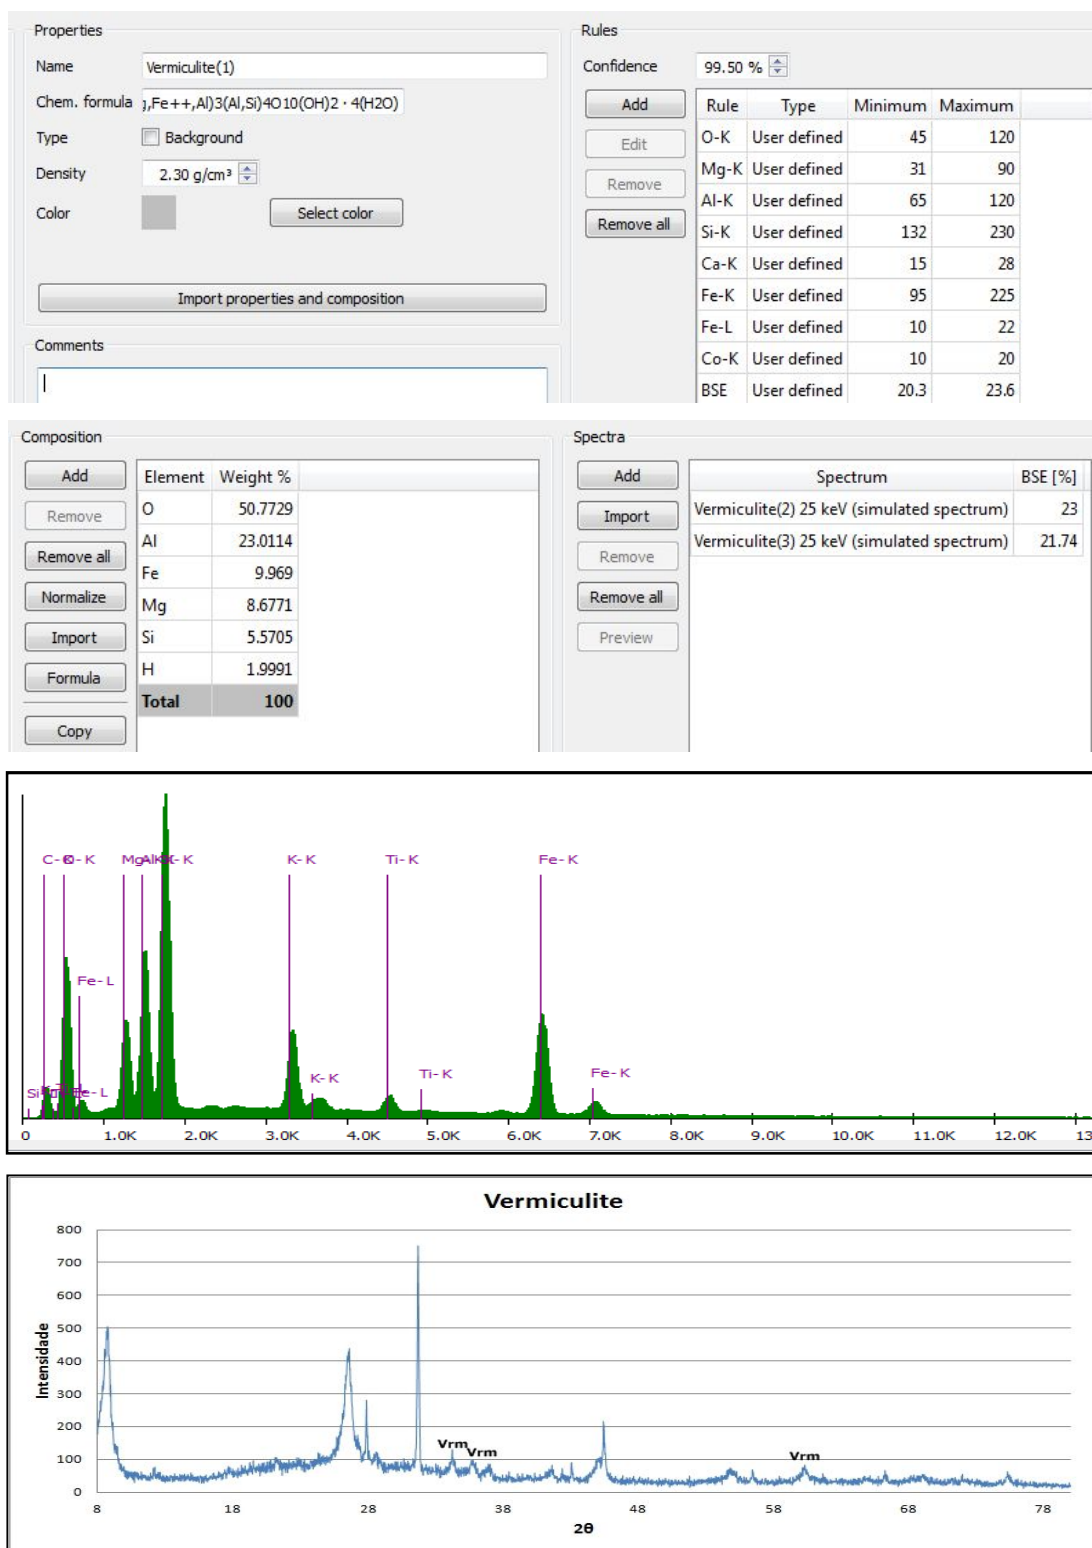 Properties
Name Vermiculite(1)
Chem. formula ,Fe++,Al)3(Al,Si)4O10(OH)2 · 4(H2O)
Type Background
Density 2.30 g/cm³
Color Select color
Import properties and composition
Comments
Rules
Confidence 99.50 %
Add
Edit
Remove
Remove all
Rule Type Minimum Maximum
O-K User defined 45 120
Mg-K User defined 31 90
Al-K User defined 65 120
Si-K User defined 132 230
Ca-K User defined 15 28
Fe-K User defined 95 225
Fe-L User defined 10 22
Co-K User defined 10 20
BSE User defined 20.3 23.6
Composition
Add
Remove
Remove all
Normalize
Import
Formula
Copy
Element Weight %
O 50.7729
Al 23.0114
Fe 9.969
Mg 8.6771
Si 5.5705
H 1.9991
Total 100
Spectra
Add
Import
Remove
Remove all
Preview
Spectrum BSE [%]
Vermiculite(2) 25 keV (simulated spectrum) 23
Vermiculite(3) 25 keV (simulated spectrum) 21.74
K-K Ti-K Fe-K
Fe-L
K-K Ti-K Fe-K
Fe-L
0 1.0K 2.0K 3.0K 4.0K 5.0K 6.0K 7.0K 8.0K 9.0K 10.0K 11.0K 12.0K 13
Vermiculite
Intensidade
800
700
600
500
400
300
200
100
0
Vrm Vrm Vrm
8 18 28 38 48 58 68 78
2θ